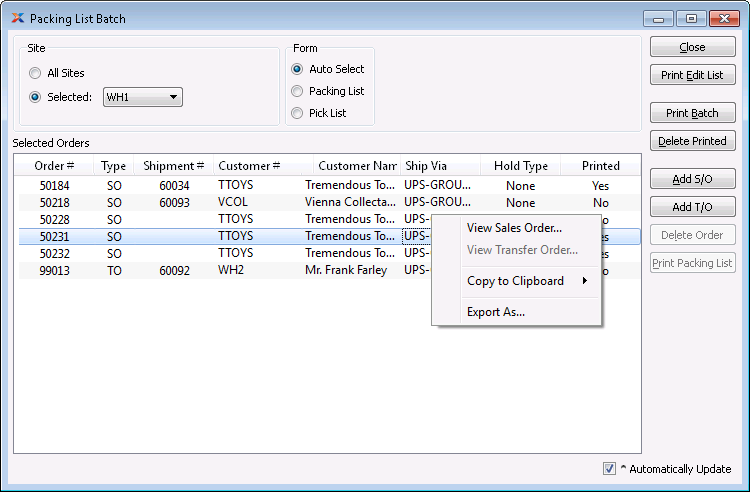 Packing List Batch
Site
All Sites
Selected: WH1
Form
Auto Select
Packing List
Pick List
Close
Print Edit List
Print Batch
Delete Printed
Add S/O
Add T/O
Delete Order
Print Packing List
Selected Orders
Order # Type Shipment # Customer # Customer Nam Ship Via Hold Type Printed
50184 SO 60034 TTOYS Tremendous To... UPS-GROU... None Yes
50218 SO 60093 VCOL Vienna Collecta... UPS-GROU... None No
50228 SO TTOYS Tremendous To... UPS-
50231 SO TTOYS Tremendous To... UPS-
50232 SO TTOYS Tremendous To... UPS-
99013 TO 60092 WH2 Mr. Frank Farley UPS-
View Sales Order...
View Transfer Order...
Copy to Clipboard
Export As...
^ Automatically Update